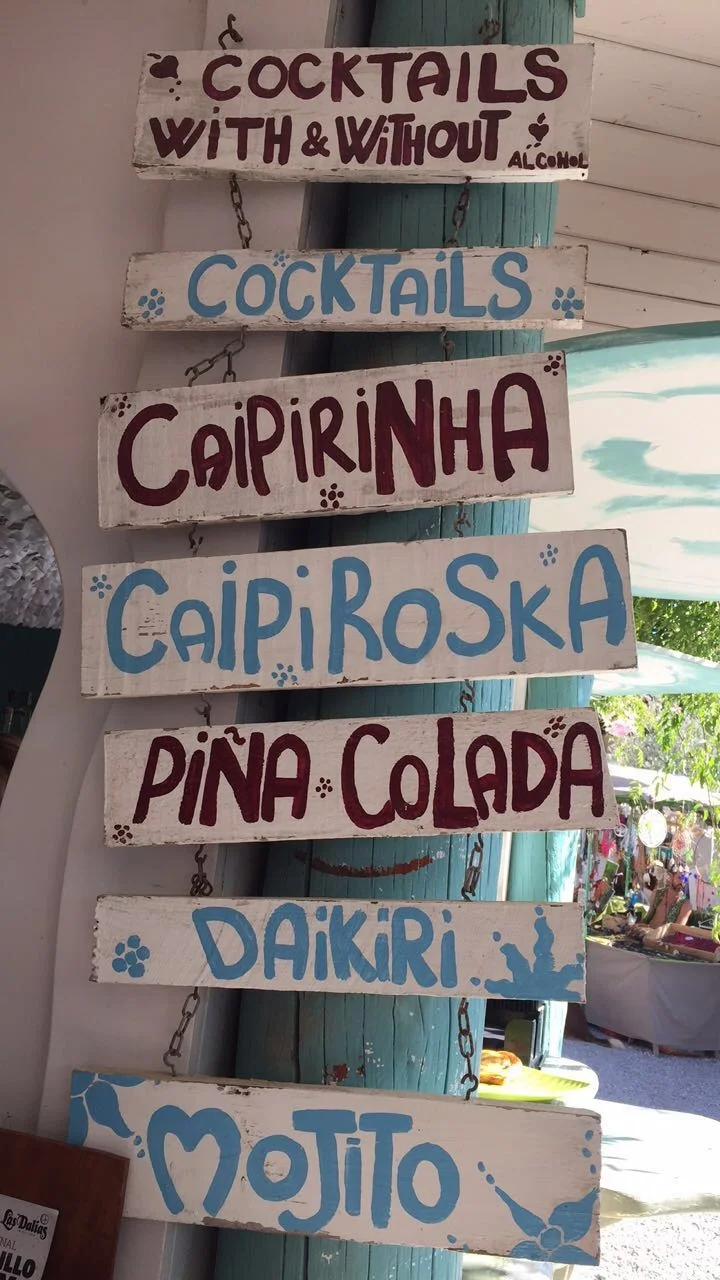 COCKTAILS
WiTH & WiTHOUT
ALCOHOL
COCKTAiLS
CAiPiRiNHA
CAiPiRoSKA
PiÑA COLADA
DAiKiRi
MoJiTo
Las Dalias